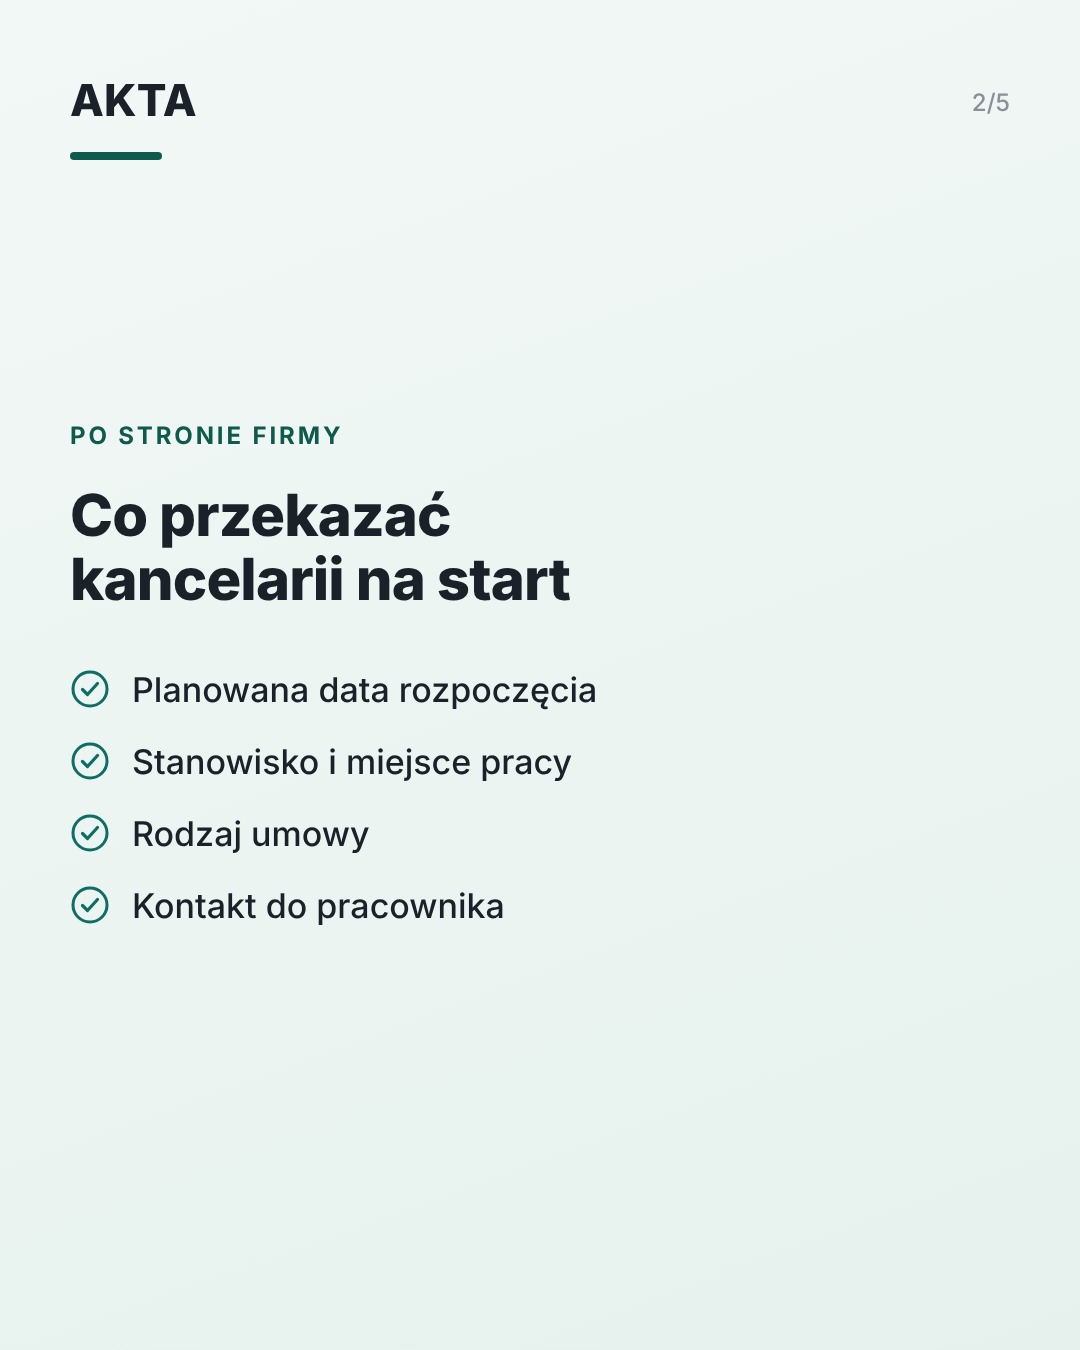 AKTA
2/5
PO STRONIE FIRMY
Co przekazać
kancelarii na start
Planowana data rozpoczęcia
Stanowisko i miejsce pracy
Rodzaj umowy
Kontakt do pracownika